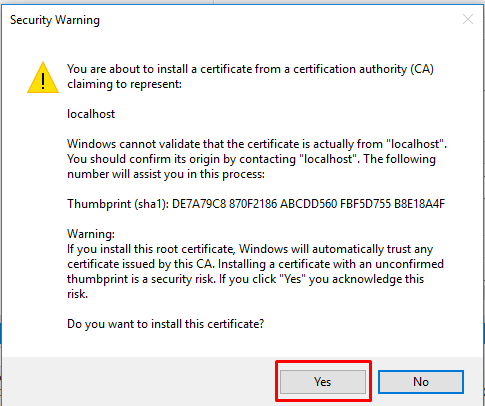 Security Warning
You are about to install a certificate from a certification authority (CA)
claiming to represent:
localhost
Windows cannot validate that the certificate is actually from "localhost".
You should confirm its origin by contacting "localhost". The following
number will assist you in this process:
Thumbprint (sha1): DE7A79C8 870F2186 ABCDD560 FBF5D755 B8E18A4F
Warning:
If you install this root certificate, Windows will automatically trust any
certificate issued by this CA. Installing a certificate with an unconfirmed
thumbprint is a security risk. If you click "Yes" you acknowledge this
risk.
Do you want to install this certificate?
Yes
No